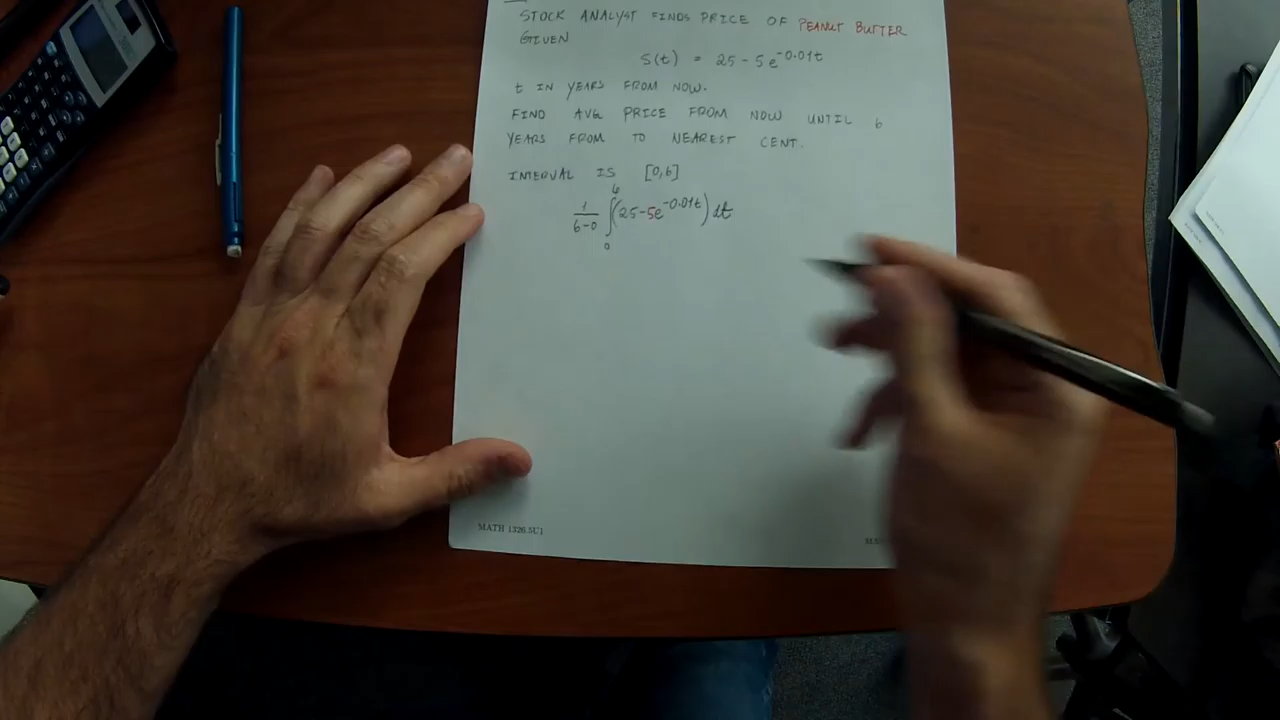 STOCK ANALYST FINDS PRICE OF PEANUT BUTTER
GIVEN
S(t) = 25 - 5e^-0.01t
t IN YEARS FROM NOW.
FIND AVG PRICE FROM NOW UNTIL 6
YEARS FROM TO NEAREST CENT.
INTERVAL IS [0,6]
1/(6-0) ∫_0^6 (25-5e^-0.01t) dt
MATH 1326.5U1